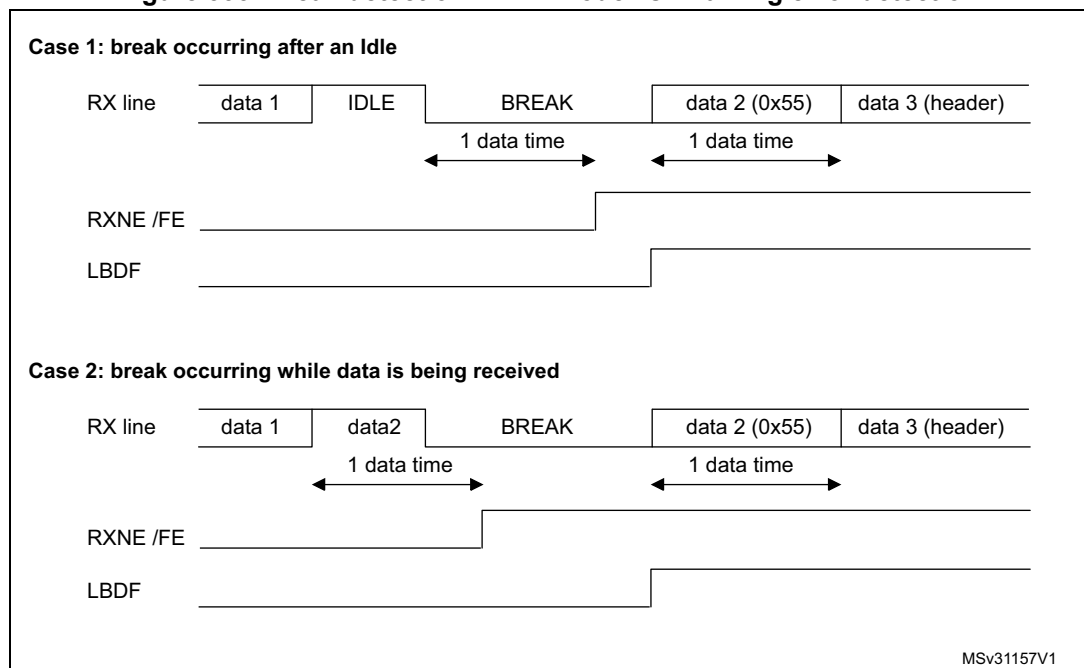 Case 1: break occurring after an Idle
RX line data 1 IDLE BREAK data 2 (0x55) data 3 (header)
1 data time 1 data time
RXNE /FE
LBDF
Case 2: break occurring while data is being received
RX line data 1 data2 BREAK data 2 (0x55) data 3 (header)
1 data time 1 data time
RXNE /FE
LBDF
MSv31157V1